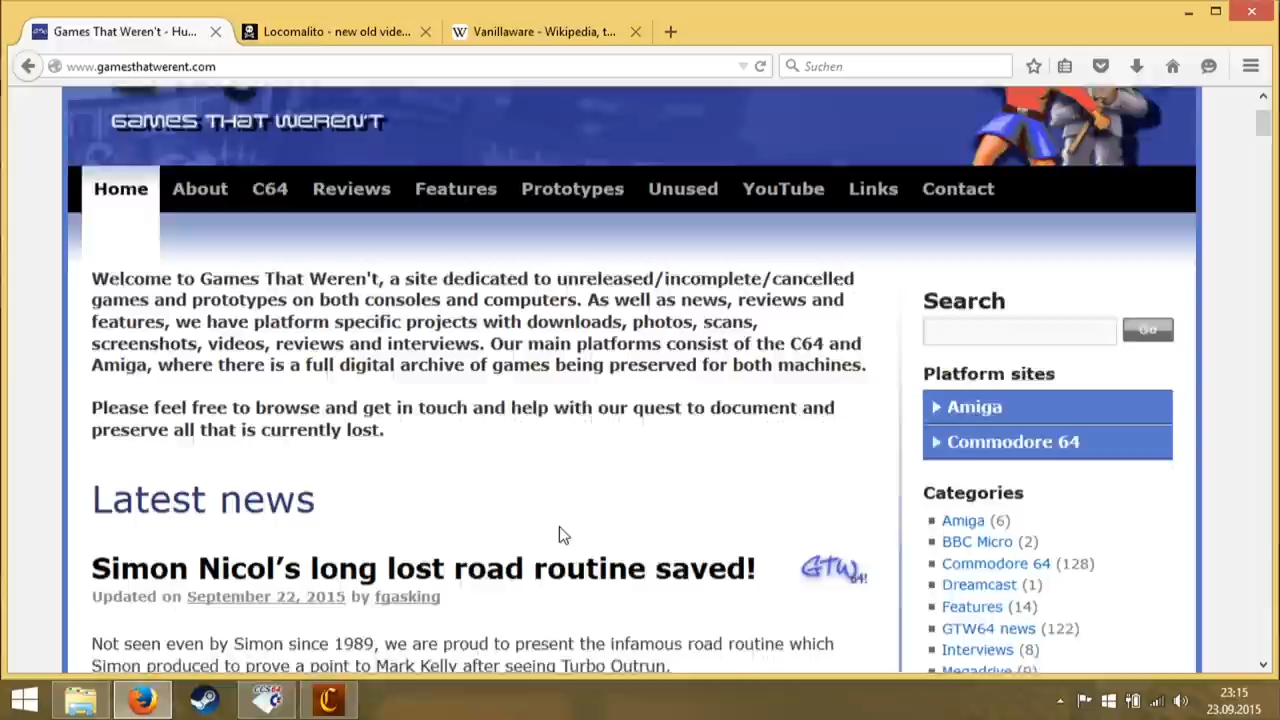 Games That Weren't - Hu...
Locomalito - new old vide...
Vanillaware - Wikipedia, t...
www.gamesthatwerent.com
Suchen
GAMES THAT WEREN'T
Home About C64 Reviews Features Prototypes Unused YouTube Links Contact
Welcome to Games That Weren't, a site dedicated to unreleased/incomplete/cancelled
games and prototypes on both consoles and computers. As well as news, reviews and
features, we have platform specific projects with downloads, photos, scans,
screenshots, videos, reviews and interviews. Our main platforms consist of the C64 and
Amiga, where there is a full digital archive of games being preserved for both machines.
Please feel free to browse and get in touch and help with our quest to document and
preserve all that is currently lost.
Latest news
Simon Nicol's long lost road routine saved!
GTW64!
Updated on September 22, 2015 by fgasking
Not seen even by Simon since 1989, we are proud to present the infamous road routine which
Simon produced to prove a point to Mark Kelly after seeing Turbo Outrun.
Search
Go
Platform sites
Amiga
Commodore 64
Categories
Amiga (6)
BBC Micro (2)
Commodore 64 (128)
Dreamcast (1)
Features (14)
GTW64 news (122)
Interviews (8)
Megadrive (9)
CCS64
C
23:15
23.09.2015